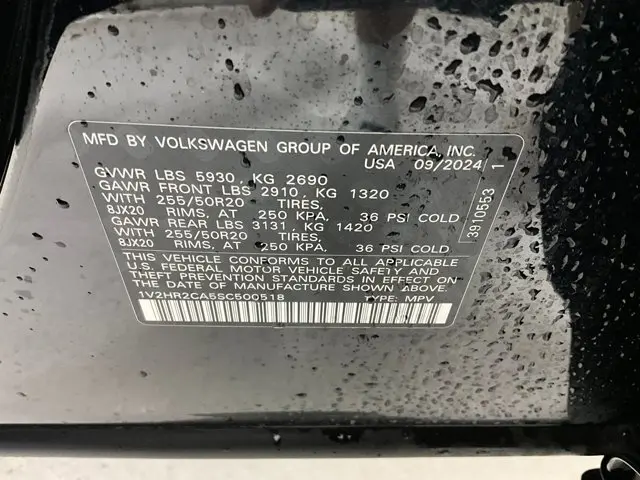 MFD BY VOLKSWAGEN GROUP OF AMERICA, INC.
USA 09/2024
1
GVWR LBS 5930, KG 2690
GAWR FRONT LBS 2910, KG 1320
WITH 255/50R20 TIRES,
8JX20 RIMS, AT 250 KPA, 36 PSI COLD
GAWR REAR LBS 3131, KG 1420
WITH 255/50R20 TIRES,
8JX20 RIMS, AT 250 KPA, 36 PSI COLD
3910553
THIS VEHICLE CONFORMS TO ALL APPLICABLE
U.S. FEDERAL MOTOR VEHICLE SAFETY AND
THEFT PREVENTION STANDARDS IN EFFECT ON
THE DATE OF MANUFACTURE SHOWN ABOVE.
1V2HR2CA5SC500518 TYPE: MPV